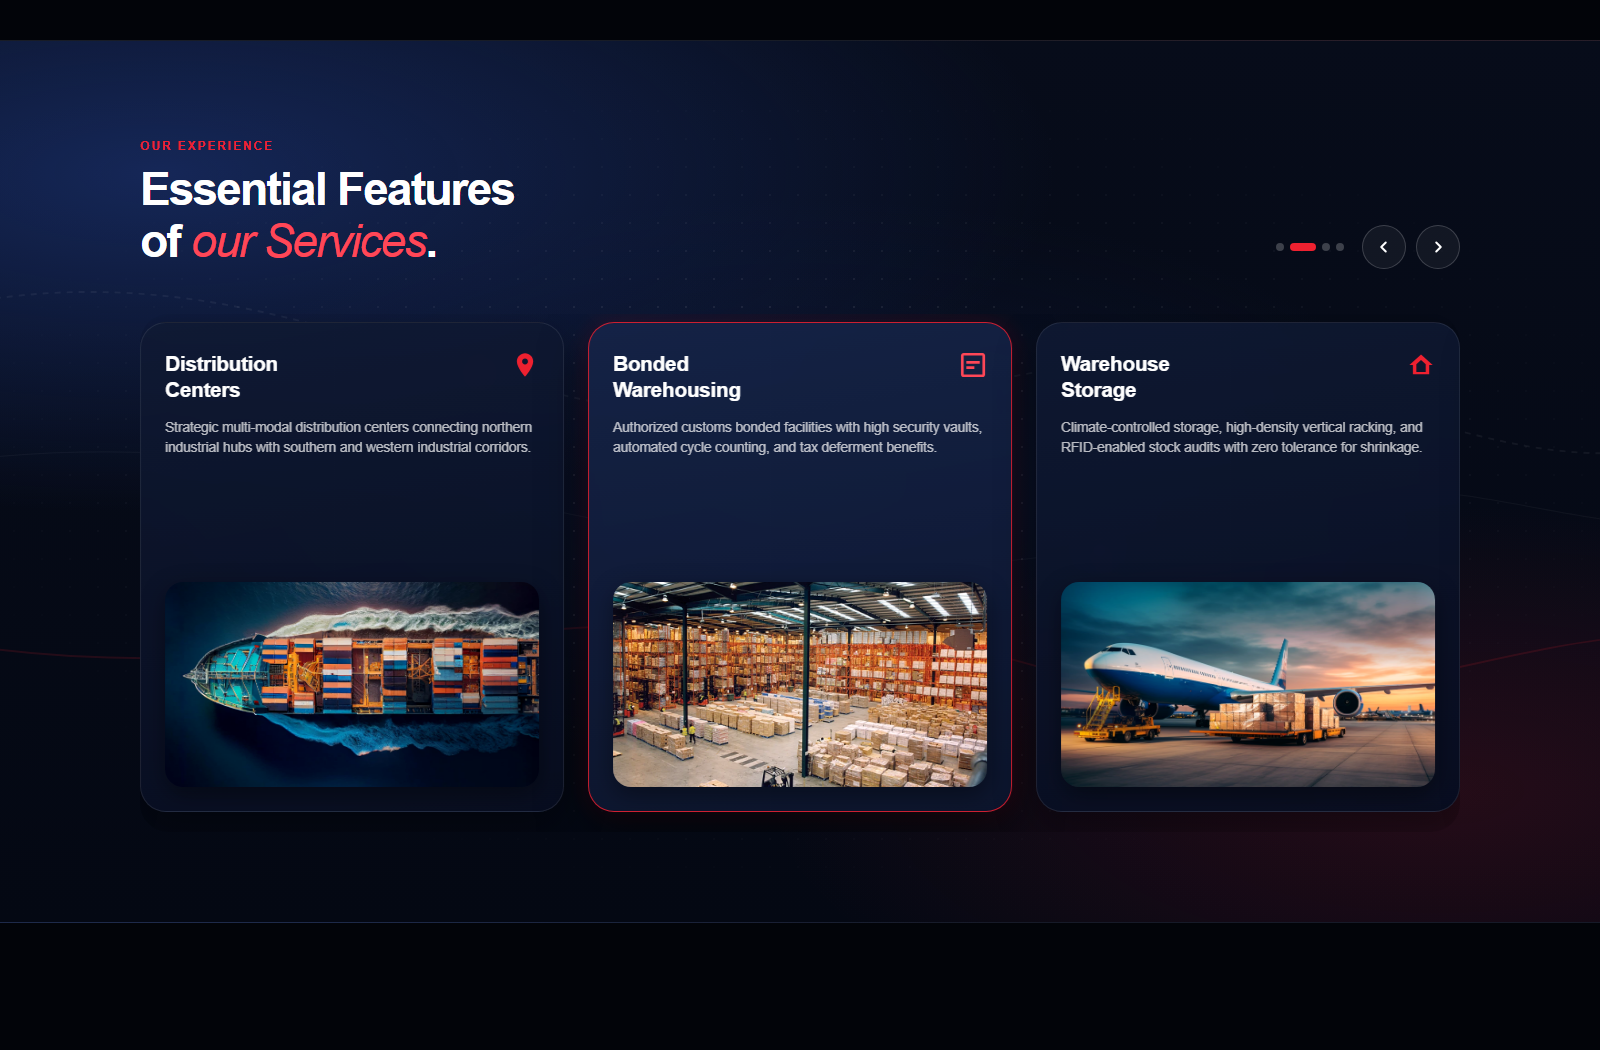 OUR EXPERIENCE
Essential Features
of our Services.
Distribution
Centers
Strategic multi-modal distribution centers connecting northern
industrial hubs with southern and western industrial corridors.
Bonded
Warehousing
Authorized customs bonded facilities with high security vaults,
automated cycle counting, and tax deferment benefits.
Warehouse
Storage
Climate-controlled storage, high-density vertical racking, and
RFID-enabled stock audits with zero tolerance for shrinkage.